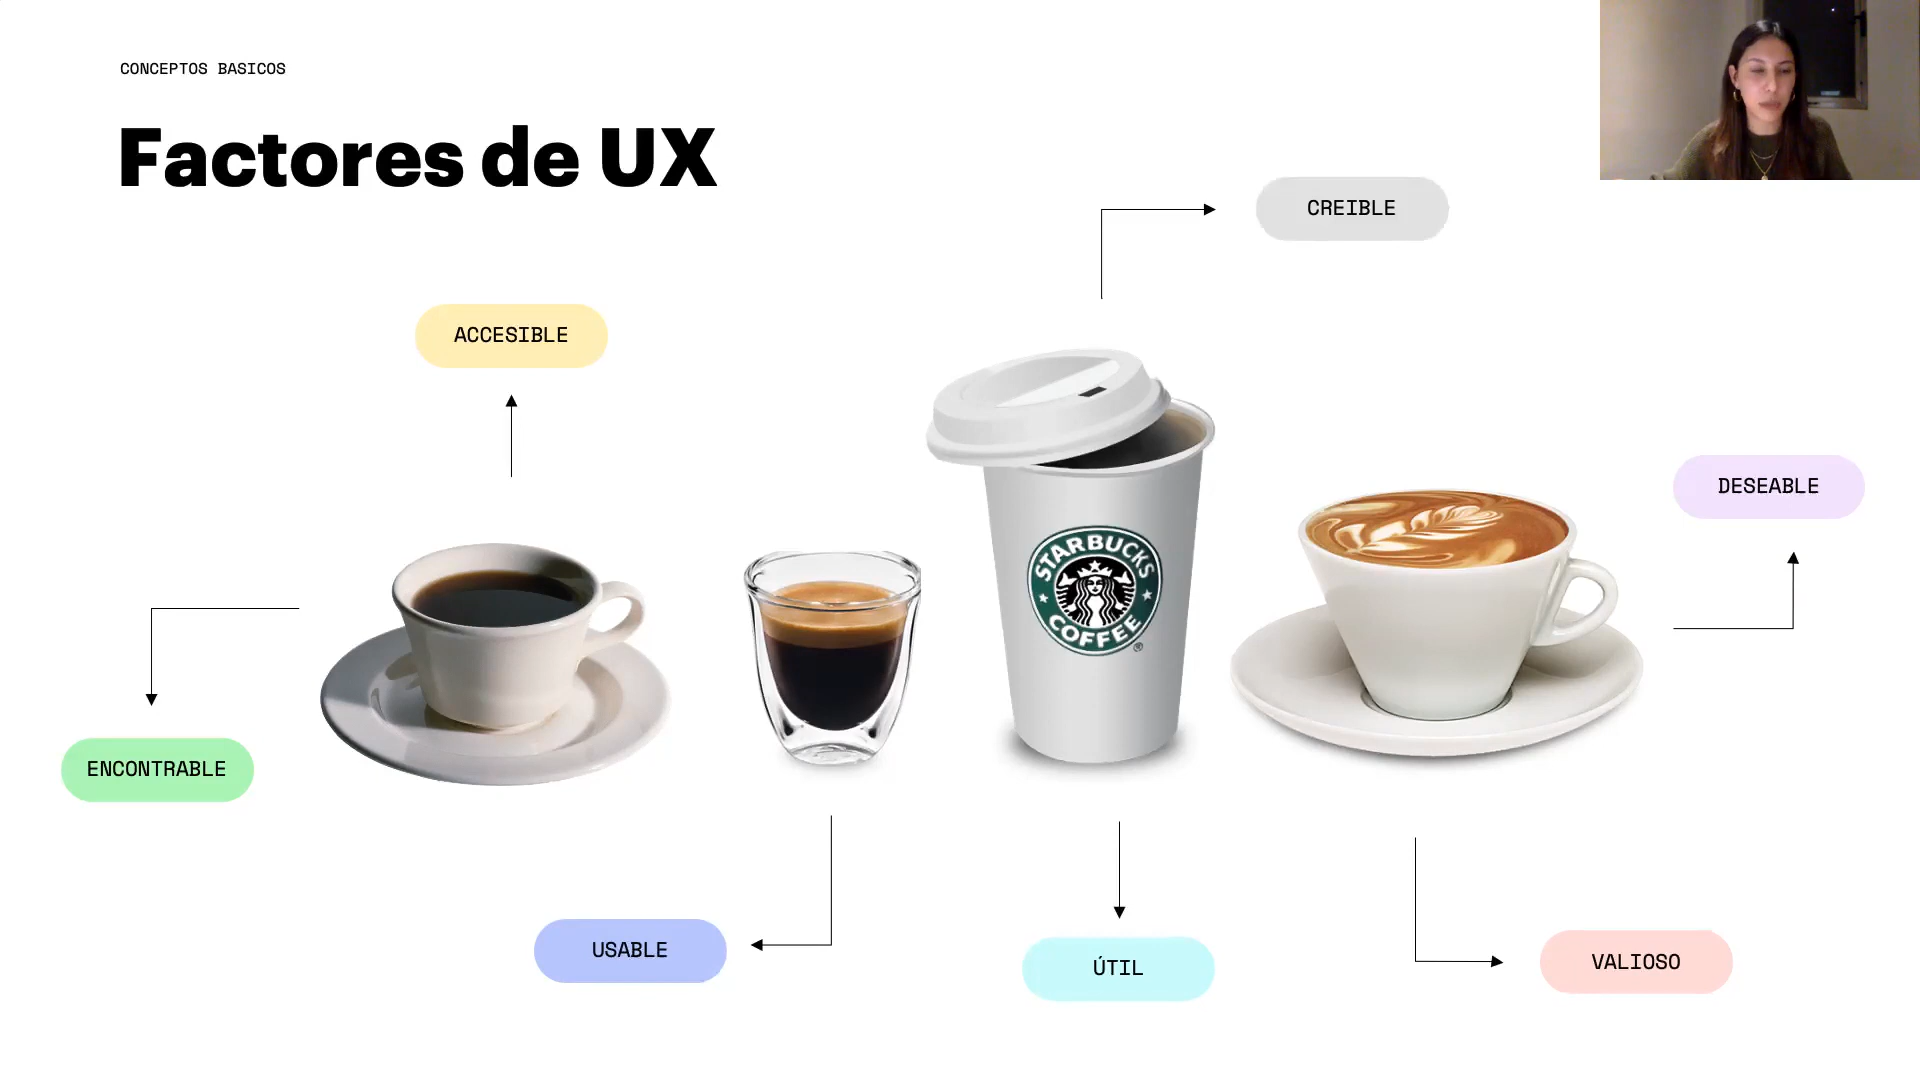 CONCEPTOS BASICOS
Factores de UX
CREIBLE
ACCESIBLE
DESEABLE
STARBUCKS
COFFEE
®
ENCONTRABLE
USABLE
ÚTIL
VALIOSO